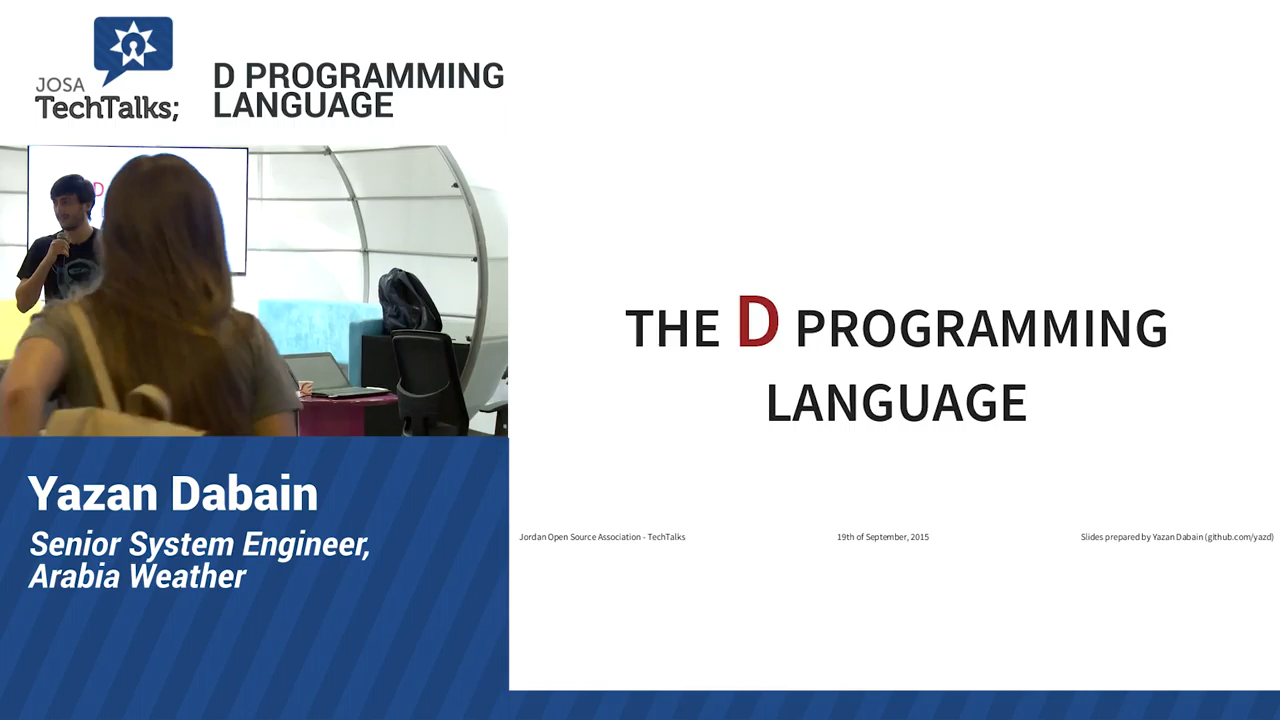 JOSA
TechTalks;
D PROGRAMMING
LANGUAGE
D
Yazan Dabain
Senior System Engineer,
Arabia Weather
THE D PROGRAMMING
LANGUAGE
Jordan Open Source Association - TechTalks
19th of September, 2015
Slides prepared by Yazan Dabain (github.com/yazd)